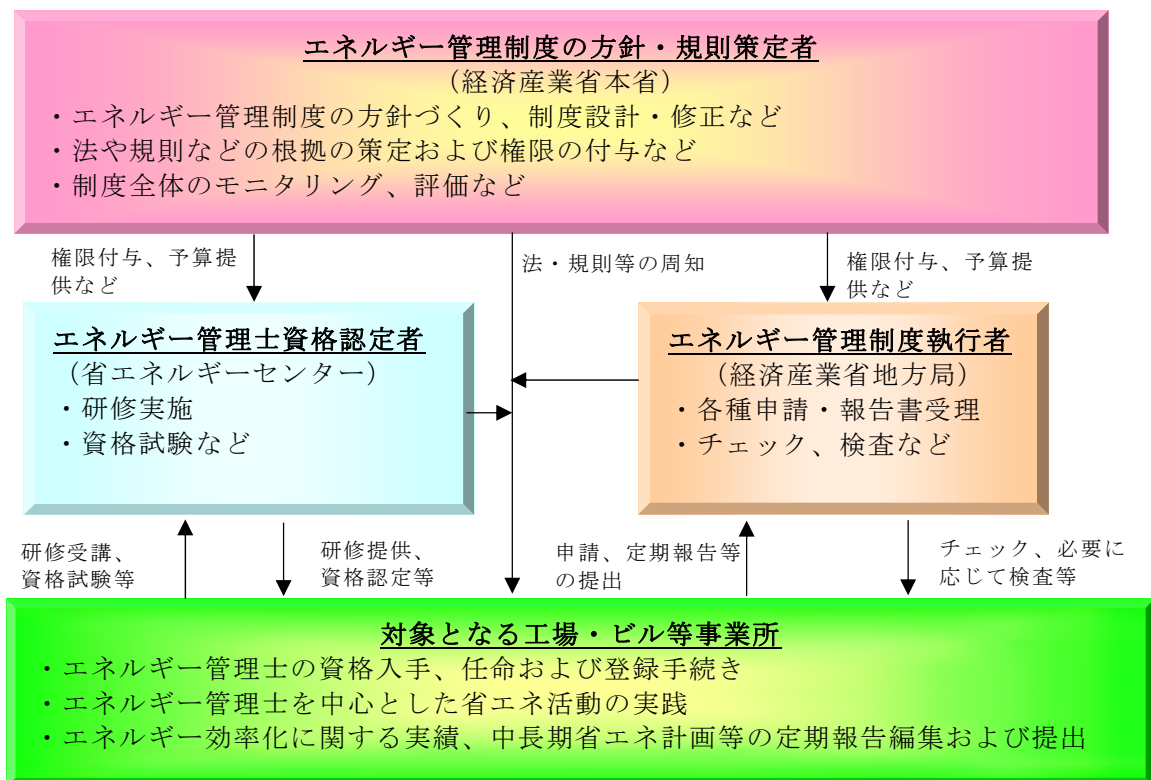 エネルギー管理制度の方針・規則策定者
（経済産業省本省）
・エネルギー管理制度の方針づくり、制度設計・修正など
・法や規則などの根拠の策定および権限の付与など
・制度全体のモニタリング、評価など
権限付与、予算提
供など
法・規則等の周知
権限付与、予算提
供など
エネルギー管理士資格認定者
（省エネルギーセンター）
・研修実施
・資格試験など
エネルギー管理制度執行者
（経済産業省地方局）
・各種申請・報告書受理
・チェック、検査など
研修受講、
資格試験等
研修提供、
資格認定等
申請、定期報告等
の提出
チェック、必要に
応じて検査等
対象となる工場・ビル等事業所
・エネルギー管理士の資格入手、任命および登録手続き
・エネルギー管理士を中心とした省エネ活動の実践
・エネルギー効率化に関する実績、中長期省エネ計画等の定期報告編集および提出